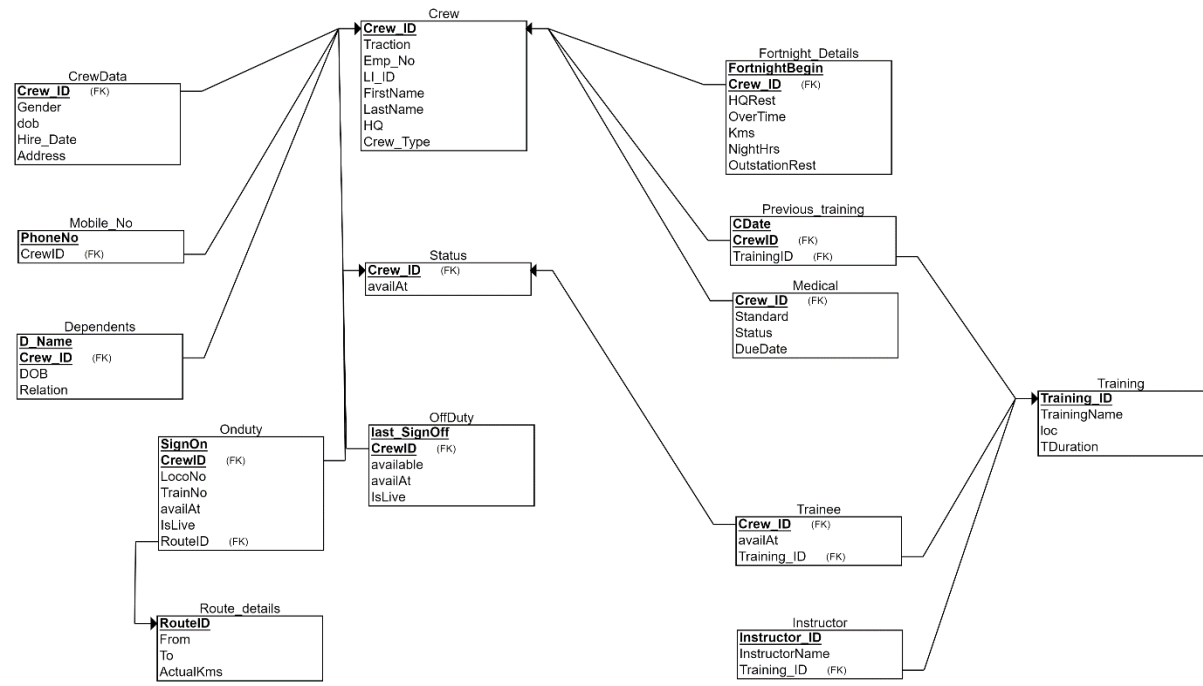 Crew
Crew_ID
Traction
Emp_No
LI_ID
FirstName
LastName
HQ
Crew_Type
CrewData
Crew_ID (FK)
Gender
dob
Hire_Date
Address
Fortnight_Details
FortnightBegin
Crew_ID (FK)
HQRest
OverTime
Kms
NightHrs
OutstationRest
Mobile_No
PhoneNo
CrewID (FK)
Previous_training
CDate
CrewID (FK)
TrainingID (FK)
Status
Crew_ID (FK)
availAt
Medical
Crew_ID (FK)
Standard
Status
DueDate
Dependents
D_Name
Crew_ID (FK)
DOB
Relation
Training
Training_ID
TrainingName
loc
TDuration
OffDuty
last_SignOff
CrewID (FK)
available
availAt
IsLive
Onduty
SignOn
CrewID (FK)
LocoNo
TrainNo
availAt
IsLive
RouteID (FK)
Trainee
Crew_ID (FK)
availAt
Training_ID (FK)
Route_details
RouteID
From
To
ActualKms
Instructor
Instructor_ID
InstructorName
Training_ID (FK)